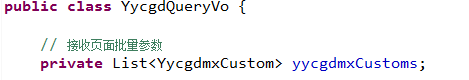 public class YycgdQueryVo {
// 接收页面批量参数
private List<YycgdmxCustom> yycgdmxCustoms;